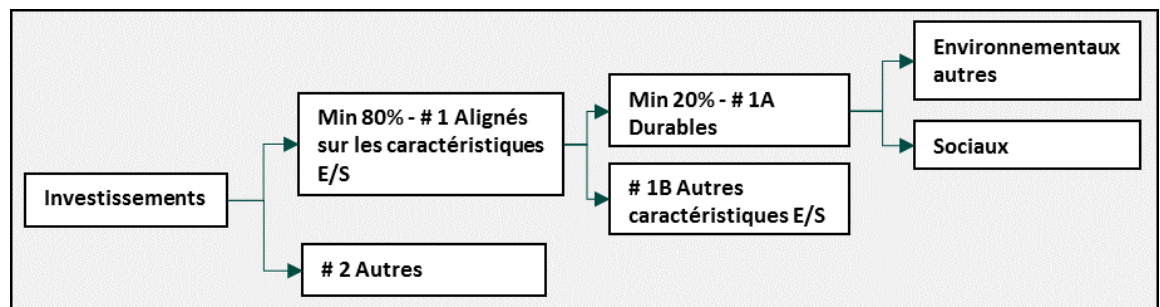 Investissements
Min 80% - # 1 Alignés
sur les caractéristiques
E/S
# 2 Autres
Min 20% - # 1A
Durables
# 1B Autres
caractéristiques E/S
Environnementaux
autres
Sociaux